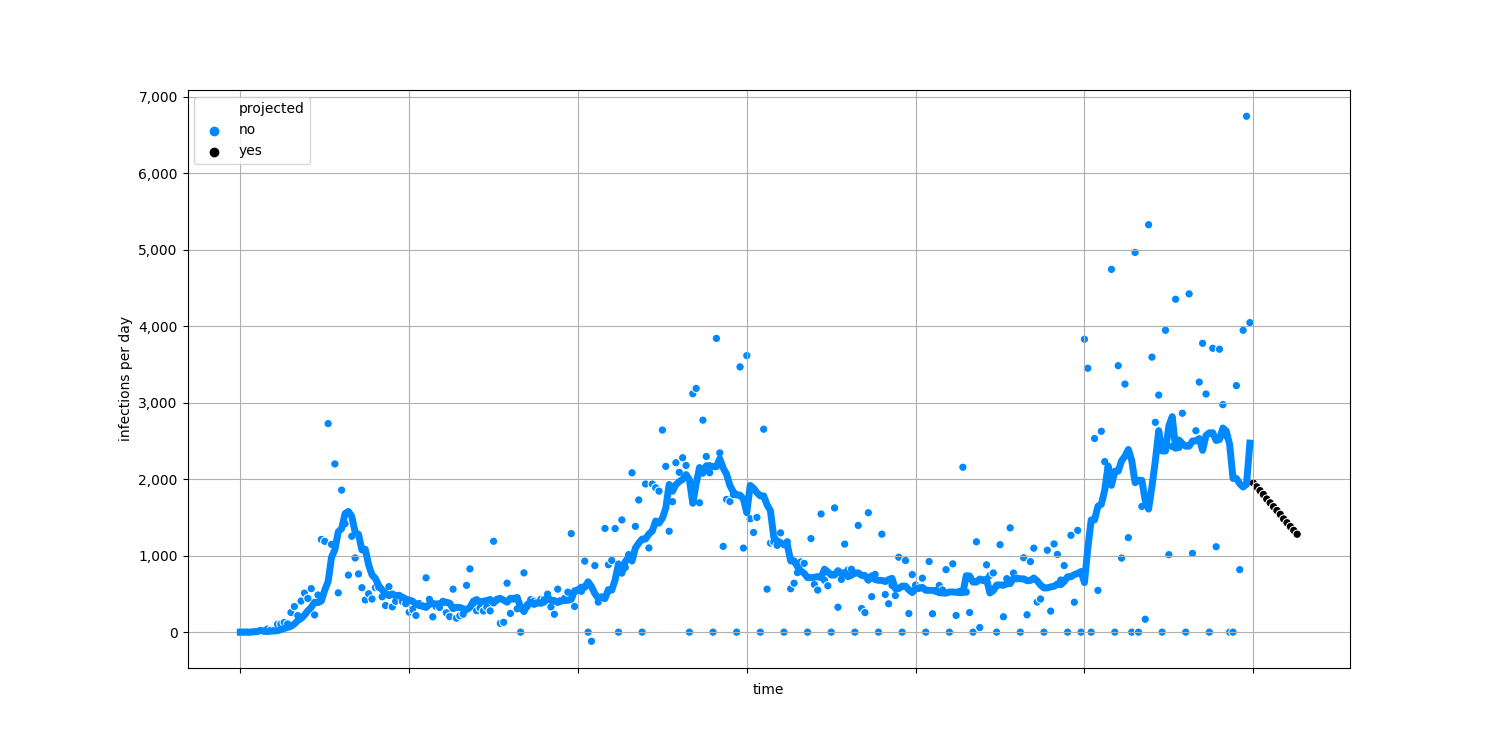 7,000
6,000
5,000
4,000
3,000
2,000
1,000
0
infections per day
time
projected
no
yes